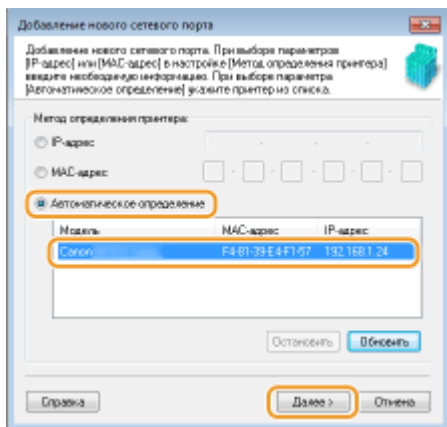 Добавление нового сетевого порта
Добавление нового сетевого порта. При выборе параметров
[IP-адрес] или [MAC-адрес] в настройке [Метод определения принтера]
введите необходимую информацию. При выборе параметра
[Автоматическое определение] укажите принтер из списка.
Метод определения принтера:
IP-адрес
MAC-адрес
Автоматическое определение
Модель MAC-адрес IP-адрес
Canon F4-81-39-E4-F1-57 192.168.1.24
Остановить Обновить
Справка Далее > Отмена